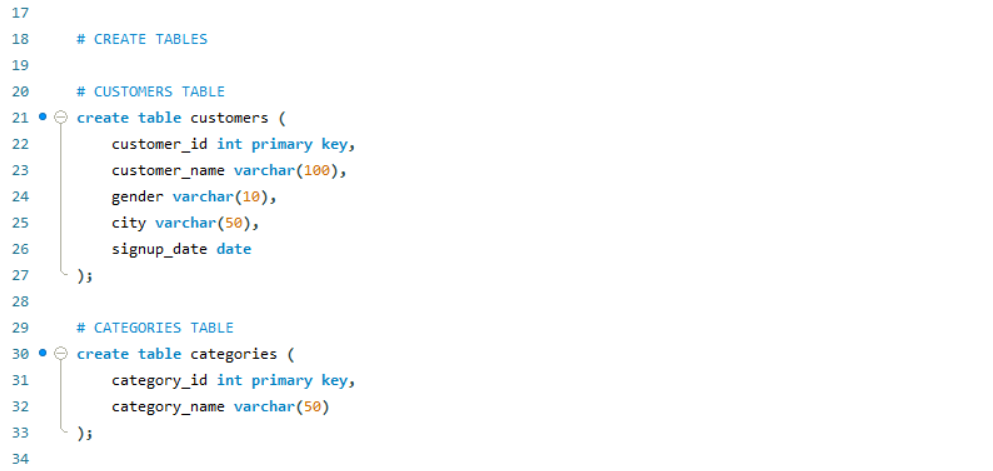 17
18 # CREATE TABLES
19
20 # CUSTOMERS TABLE
21 create table customers (
22 customer_id int primary key,
23 customer_name varchar(100),
24 gender varchar(10),
25 city varchar(50),
26 signup_date date
27 );
28
29 # CATEGORIES TABLE
30 create table categories (
31 category_id int primary key,
32 category_name varchar(50)
33 );
34